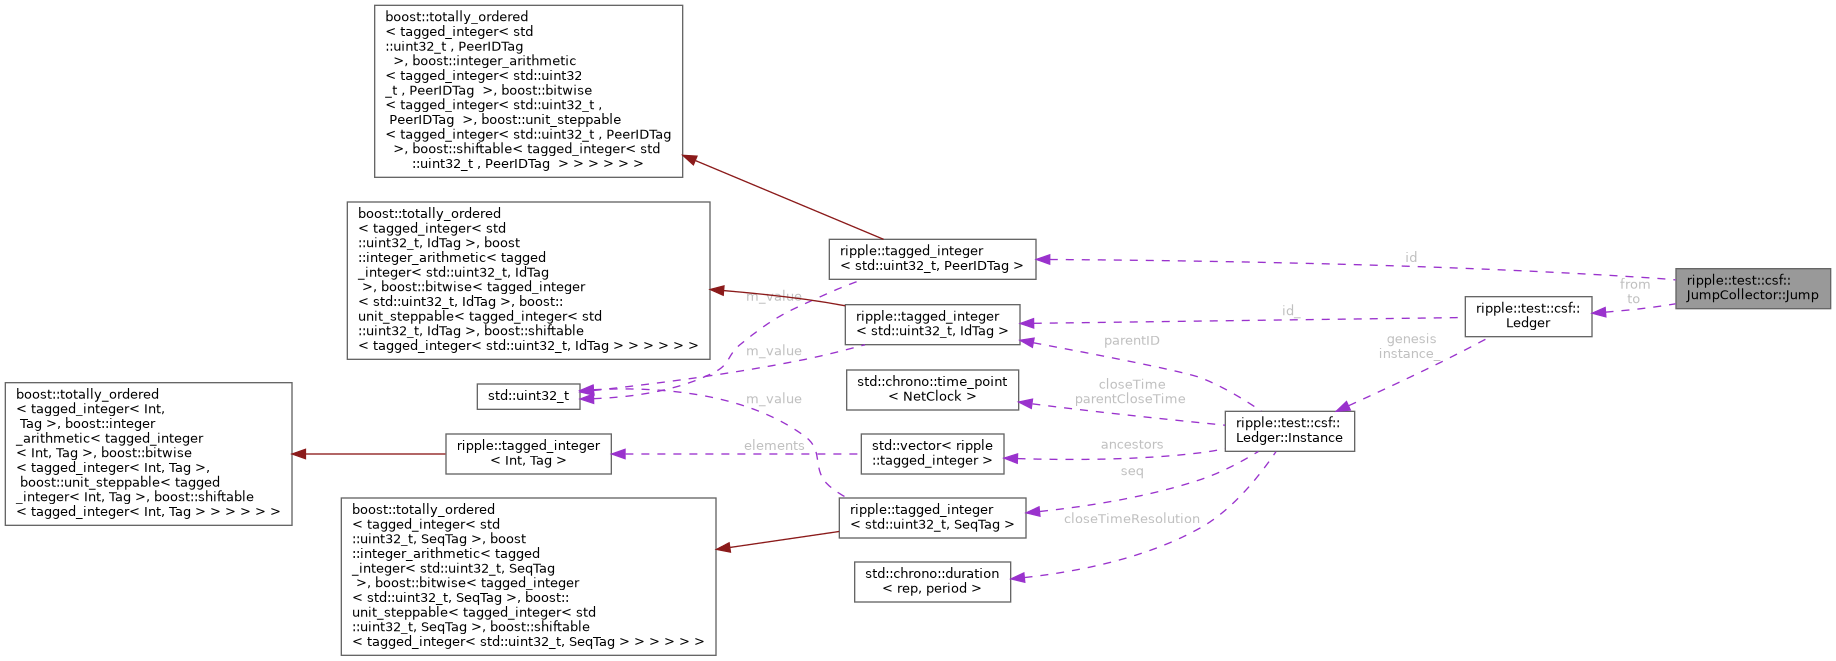 boost::totally_ordered
< tagged_integer< std
::uint32_t , PeerIDTag
>, boost::integer_arithmetic
< tagged_integer< std::uint32
_t , PeerIDTag  >, boost::bitwise
< tagged_integer< std::uint32_t ,
PeerIDTag  >, boost::unit_steppable
< tagged_integer< std::uint32_t , PeerIDTag
>, boost::shiftable< tagged_integer< std
::uint32_t , PeerIDTag  > > > > > >
boost::totally_ordered
< tagged_integer< std
::uint32_t, IdTag >, boost
::integer_arithmetic< tagged
_integer< std::uint32_t, IdTag
>, boost::bitwise< tagged_integer
< std::uint32_t, IdTag >, boost::
unit_steppable< tagged_integer< std
::uint32_t, IdTag >, boost::shiftable
< tagged_integer< std::uint32_t, IdTag > > > > > >
ripple::tagged_integer
< std::uint32_t, PeerIDTag >
id
ripple::test::csf::
JumpCollector::Jump
from
to
m_value
ripple::tagged_integer
< std::uint32_t, IdTag >
id_
ripple::test::csf::
Ledger
m_value
parentID
genesis
instance_
std::uint32_t
std::chrono::time_point
< NetClock >
closeTime
parentCloseTime
m_value
boost::totally_ordered
< tagged_integer< Int,
Tag >, boost::integer
_arithmetic< tagged_integer
< Int, Tag >, boost::bitwise
< tagged_integer< Int, Tag >,
boost::unit_steppable< tagged
_integer< Int, Tag >, boost::shiftable
< tagged_integer< Int, Tag > > > > > >
ripple::tagged_integer
< Int, Tag >
elements
std::vector< ripple
::tagged_integer >
ancestors
ripple::test::csf::
Ledger::Instance
seq
boost::totally_ordered
< tagged_integer< std
::uint32_t, SeqTag >, boost
::integer_arithmetic< tagged
_integer< std::uint32_t, SeqTag
>, boost::bitwise< tagged_integer
< std::uint32_t, SeqTag >, boost::
unit_steppable< tagged_integer< std
::uint32_t, SeqTag >, boost::shiftable
< tagged_integer< std::uint32_t, SeqTag > > > > > >
ripple::tagged_integer
< std::uint32_t, SeqTag >
closeTimeResolution
std::chrono::duration
< rep, period >